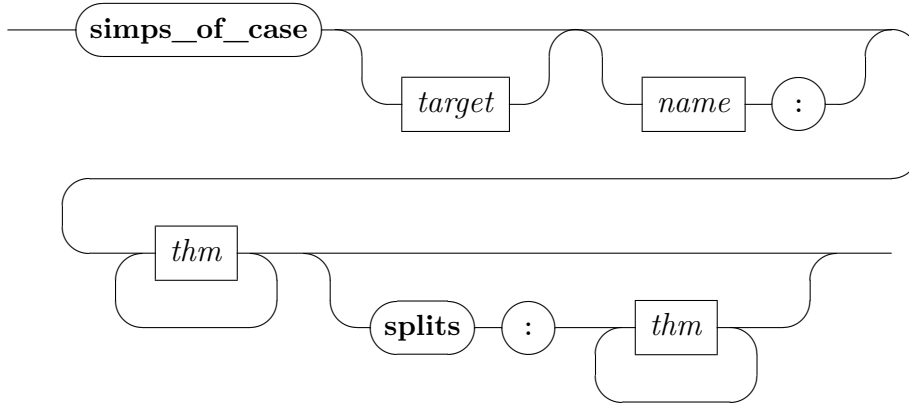 simps_of_case
target name :
thm
splits : thm